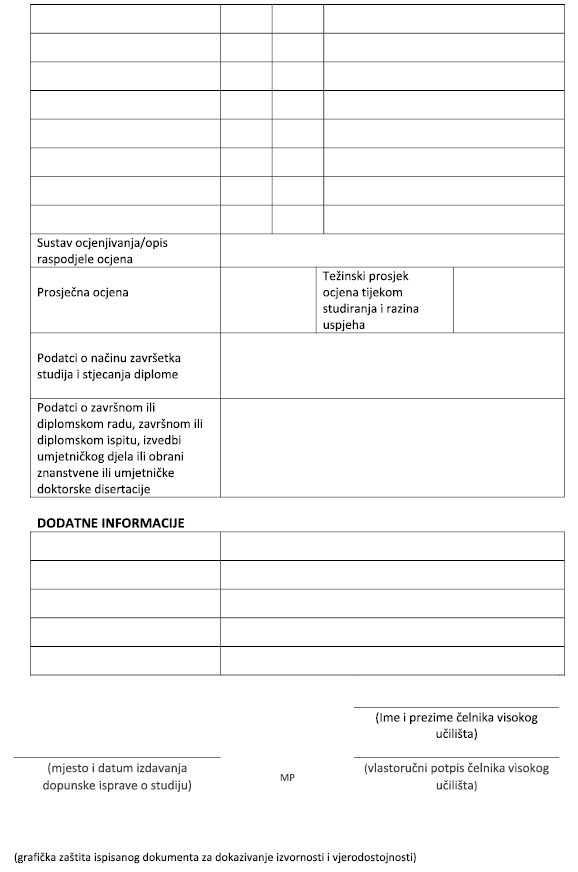 Sustav ocjenjivanja/opis
raspodjele ocjena
Prosječna ocjena
Težinski prosjek
ocjena tijekom
studiranja i razina
uspjeha
Podatci o načinu završetka
studija i stjecanja diplome
Podatci o završnom ili
diplomskom radu, završnom ili
diplomskom ispitu, izvedbi
umjetničkog djela ili obrani
znanstvene ili umjetničke
doktorske disertacije
DODATNE INFORMACIJE
(Ime i prezime čelnika visokog
učilišta)
(mjesto i datum izdavanja
dopunske isprave o studiju)
MP
(vlastoručni potpis čelnika visokog
učilišta)
(grafička zaštita ispisanog dokumenta za dokazivanje izvornosti i vjerodostojnosti)